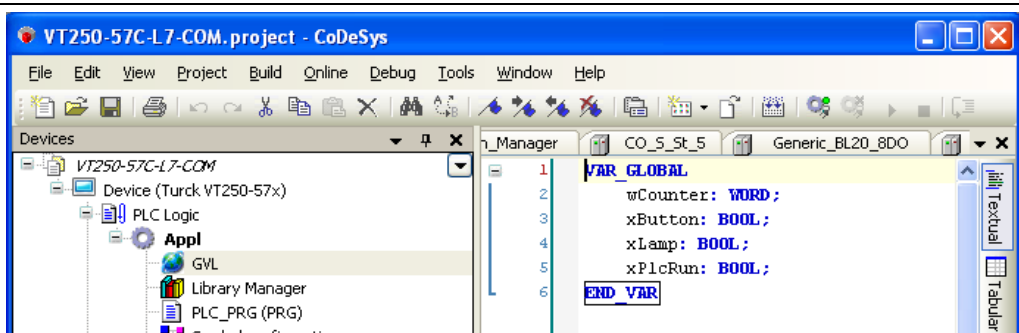 VT250-57C-L7-COM.project - CoDeSys
File Edit View Project Build Online Debug Tools Window Help
Devices
n_Manager CO_5_St_5 Generic_BL20_8DO
VT250-57C-L7-COM
Device (Turck VT250-57x)
PLC Logic
Appl
GVL
Library Manager
PLC_PRG (PRG)
1 VAR_GLOBAL
2 wCounter: WORD;
3 xButton: BOOL;
4 xLamp: BOOL;
5 xPlcRun: BOOL;
6 END_VAR
Textual
Tabular